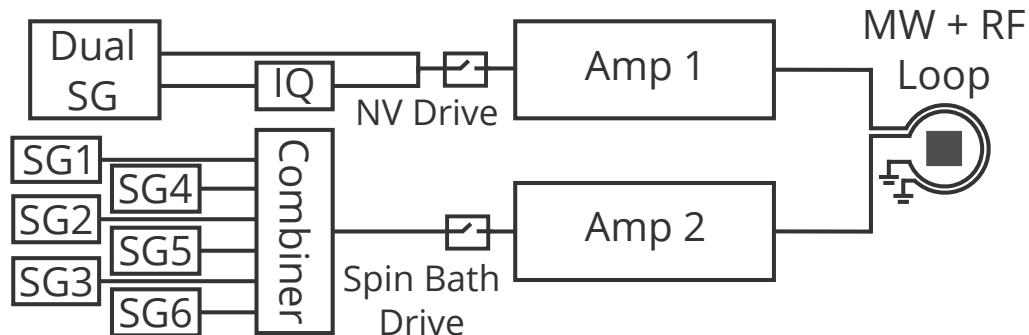 Dual
SG
IQ
NV Drive
Amp 1
MW + RF
Loop
SG1
SG4
SG2
SG5
SG3
SG6
Combiner
Spin Bath
Drive
Amp 2